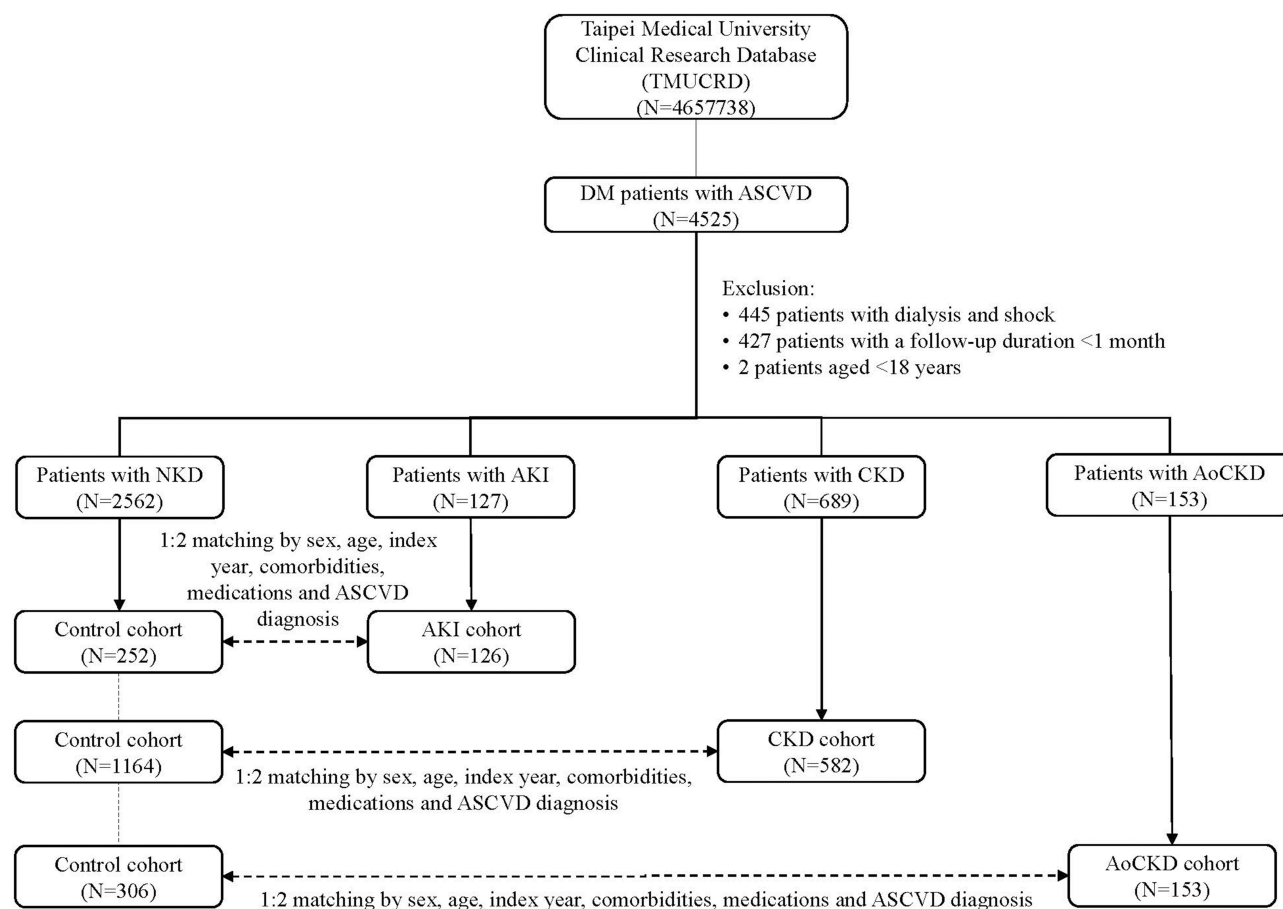 Taipei Medical University
Clinical Research Database
(TMUCRD)
(N=4657738)
DM patients with ASCVD
(N=4525)
Exclusion:
• 445 patients with dialysis and shock
• 427 patients with a follow-up duration <1 month
• 2 patients aged <18 years
Patients with NKD
(N=2562)
Patients with AKI
(N=127)
Patients with CKD
(N=689)
Patients with AoCKD
(N=153)
1:2 matching by sex, age, index
year, comorbidities,
medications and ASCVD
diagnosis
Control cohort
(N=252)
AKI cohort
(N=126)
Control cohort
(N=1164)
CKD cohort
(N=582)
1:2 matching by sex, age, index year, comorbidities,
medications and ASCVD diagnosis
Control cohort
(N=306)
AoCKD cohort
(N=153)
1:2 matching by sex, age, index year, comorbidities, medications and ASCVD diagnosis